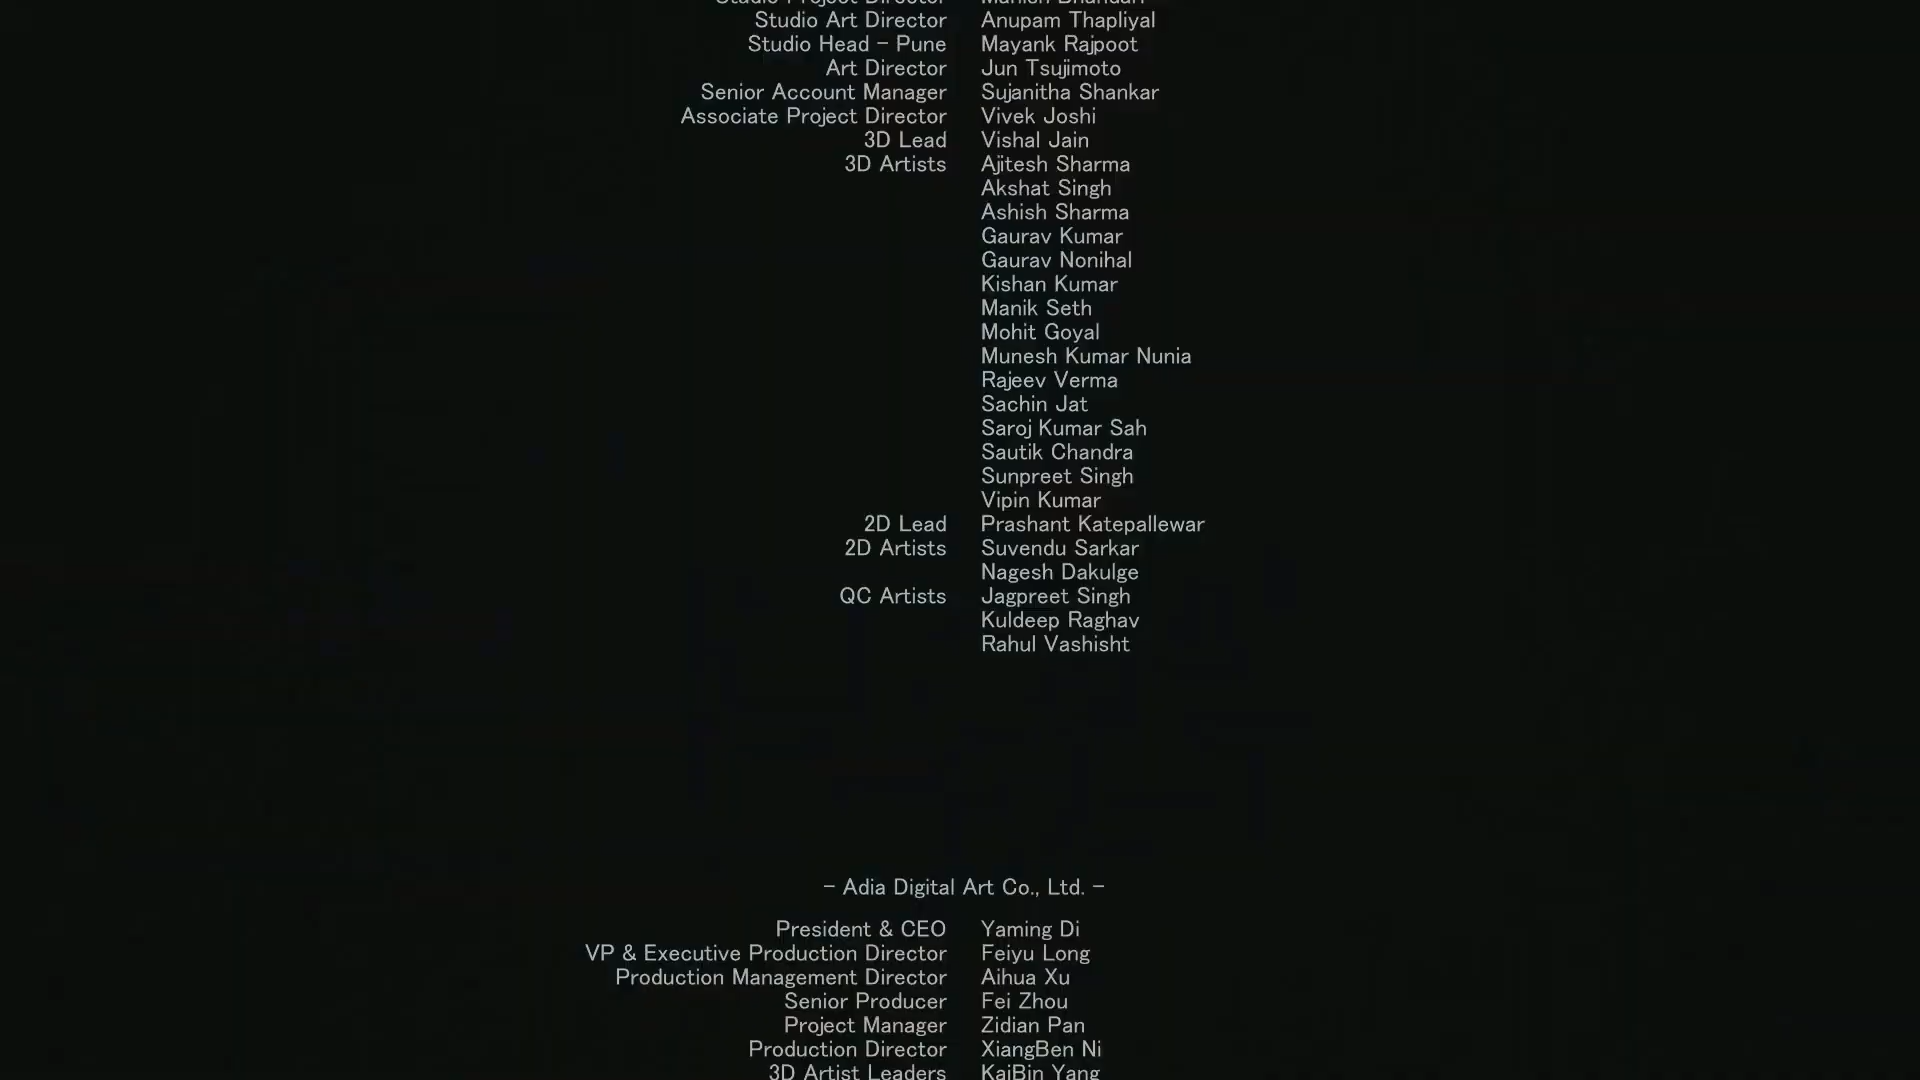 Studio Project Director Manish Bhandari
Studio Art Director Anupam Thapliyal
Studio Head – Pune Mayank Rajpoot
Art Director Jun Tsujimoto
Senior Account Manager Sujanitha Shankar
Associate Project Director Vivek Joshi
3D Lead Vishal Jain
3D Artists Ajitesh Sharma
Akshat Singh
Ashish Sharma
Gaurav Kumar
Gaurav Nonihal
Kishan Kumar
Manik Seth
Mohit Goyal
Munesh Kumar Nunia
Rajeev Verma
Sachin Jat
Saroj Kumar Sah
Sautik Chandra
Sunpreet Singh
Vipin Kumar
2D Lead Prashant Katepallewar
2D Artists Suvendu Sarkar
Nagesh Dakulge
QC Artists Jagpreet Singh
Kuldeep Raghav
Rahul Vashisht
– Adia Digital Art Co., Ltd. –
President & CEO Yaming Di
VP & Executive Production Director Feiyu Long
Production Management Director Aihua Xu
Senior Producer Fei Zhou
Project Manager Zidian Pan
Production Director XiangBen Ni
3D Artist Leaders KaiBin Yang